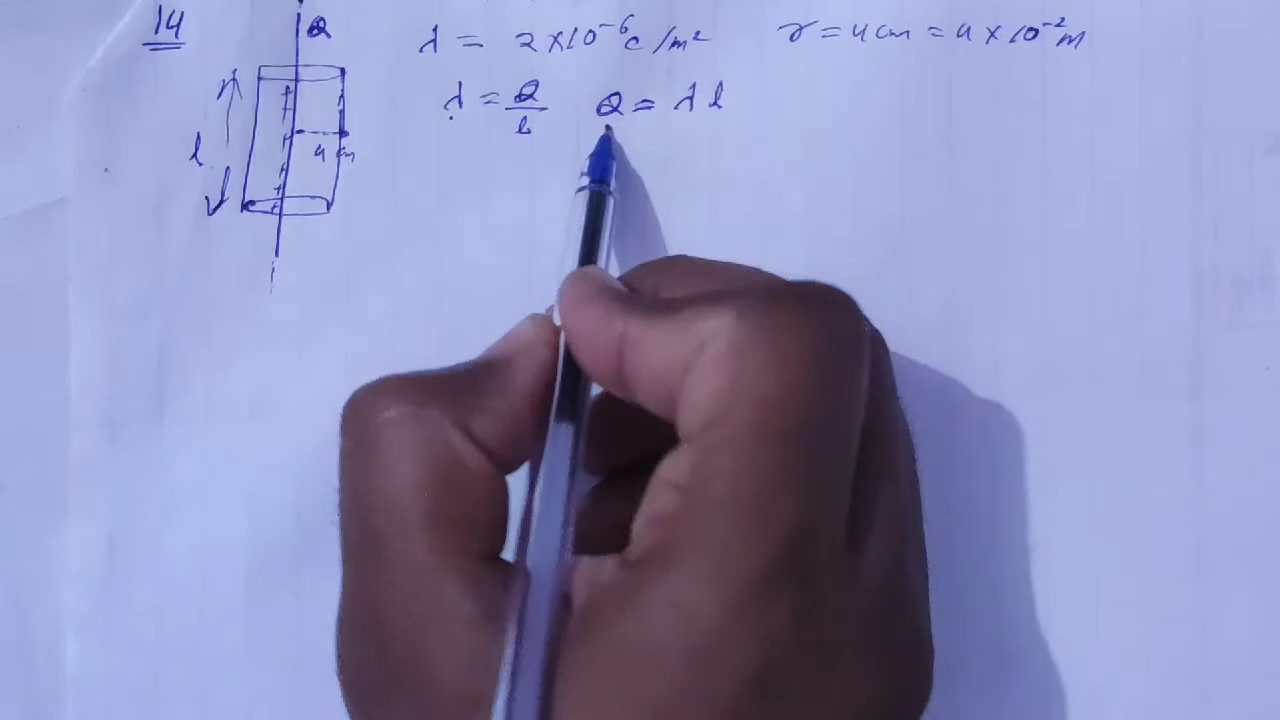 14
Q
λ = 2 × 10⁻⁶ c/m² r = 4 cm = 4 × 10⁻² m
λ = Q/l Q = λ l
l
4 cm